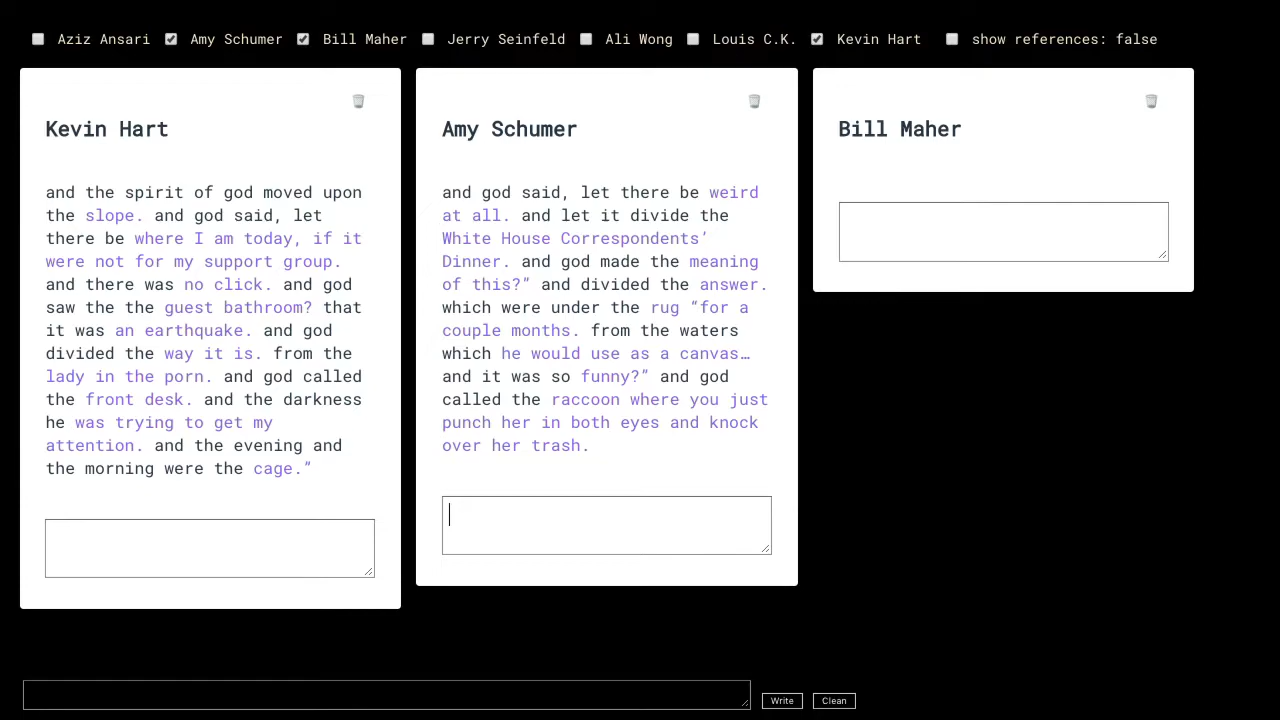 Aziz Ansari Amy Schumer Bill Maher Jerry Seinfeld Ali Wong Louis C.K. Kevin Hart show references: false
Kevin Hart
and the spirit of god moved upon
the slope. and god said, let
there be where I am today, if it
were not for my support group.
and there was no click. and god
saw the the guest bathroom? that
it was an earthquake. and god
divided the way it is. from the
lady in the porn. and god called
the front desk. and the darkness
he was trying to get my
attention. and the evening and
the morning were the cage.”
Amy Schumer
and god said, let there be weird
at all. and let it divide the
White House Correspondents’
Dinner. and god made the meaning
of this?” and divided the answer.
which were under the rug “for a
couple months. from the waters
which he would use as a canvas…
and it was so funny?” and god
called the raccoon where you just
punch her in both eyes and knock
over her trash.
Bill Maher
Write Clean